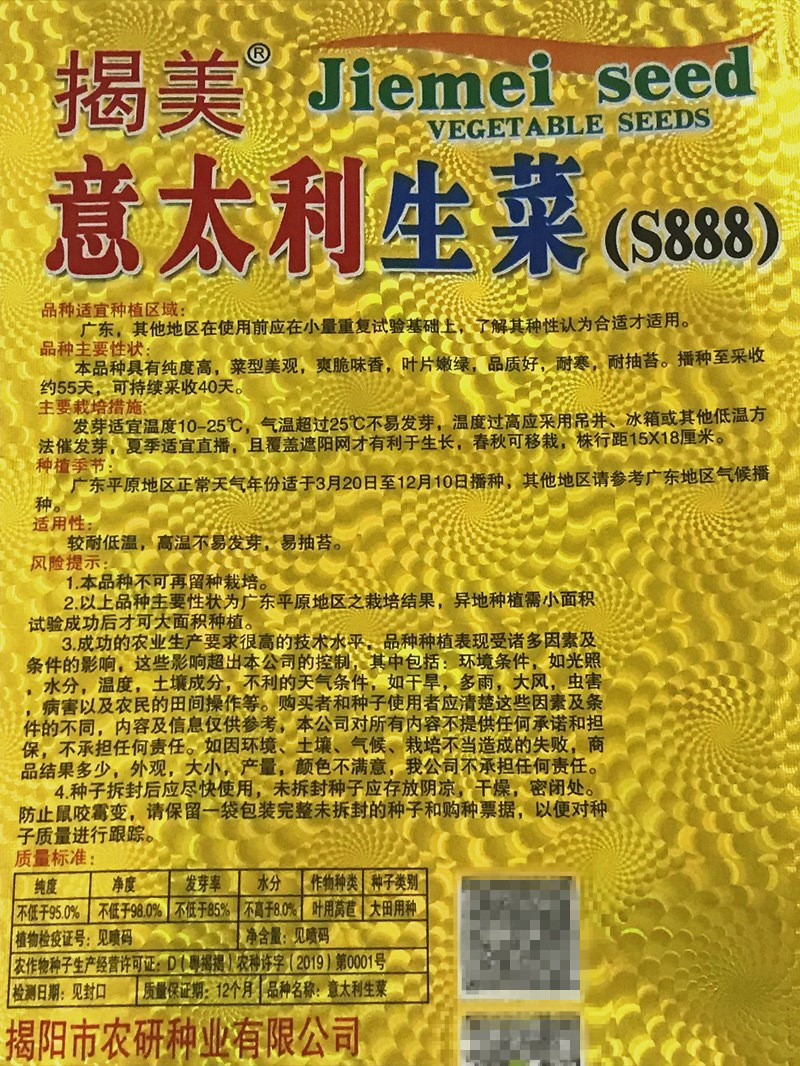 揭美®
Jiemei seed
VEGETABLE SEEDS
意太利生菜(S888)
品种适宜种植区域:
广东，其他地区在使用前应在小量重复试验基础上，了解其种性认为合适才适用。
品种主要性状:
本品种具有纯度高，菜型美观，爽脆味香，叶片嫩绿，品质好，耐寒，耐抽苔。播种至采收
约55天，可持续采收40天。
主要栽培措施:
发芽适宜温度10-25℃，气温超过25℃不易发芽，温度过高应采用吊井、冰箱或其他低温方
法催发芽，夏季适宜直播，且覆盖遮阳网才有利于生长，春秋可移栽，株行距15X18厘米。
种植季节:
广东平原地区正常天气年份适于3月20日至12月10日播种，其他地区请参考广东地区气候播
种。
适用性:
较耐低温，高温不易发芽，易抽苔。
风险提示:
1.本品种不可再留种栽培。
2.以上品种主要性状为广东平原地区之栽培结果，异地种植需小面积
试验成功后才可大面积种植。
3.成功的农业生产要求很高的技术水平，品种种植表现受诸多因素及
条件的影响，这些影响超出本公司的控制，其中包括：环境条件，如光照
，水分，温度，土壤成分，不利的天气条件，如干旱，多雨，大风，虫害
，病害以及农民的田间操作等。购买者和种子使用者应清楚这些因素及条
件的不同，内容及信息仅供参考，本公司对所有内容不提供任何承诺和担
保，不承担任何责任。如因环境、土壤、气候、栽培不当造成的失败，商
品结果多少，外观，大小，产量，颜色不满意，我公司不承担任何责任。
4.种子拆封后应尽快使用，未拆封种子应存放阴凉，干燥，密闭处。
防止鼠咬霉变，请保留一袋包装完整未拆封的种子和购种票据，以便对种
子质量进行跟踪。
质量标准:
纯度 净度 发芽率 水分 作物种类 种子类别
不低于95.0% 不低于98.0% 不低于85% 不高于8.0% 叶用莴苣 大田用种
植物检疫证号：见喷码 净含量：见喷码
农作物种子生产经营许可证：D（粤揭揭）农种许字（2019）第0001号
检测日期：见封口 质量保证期：12个月 品种名称：意太利生菜
揭阳市农研种业有限公司